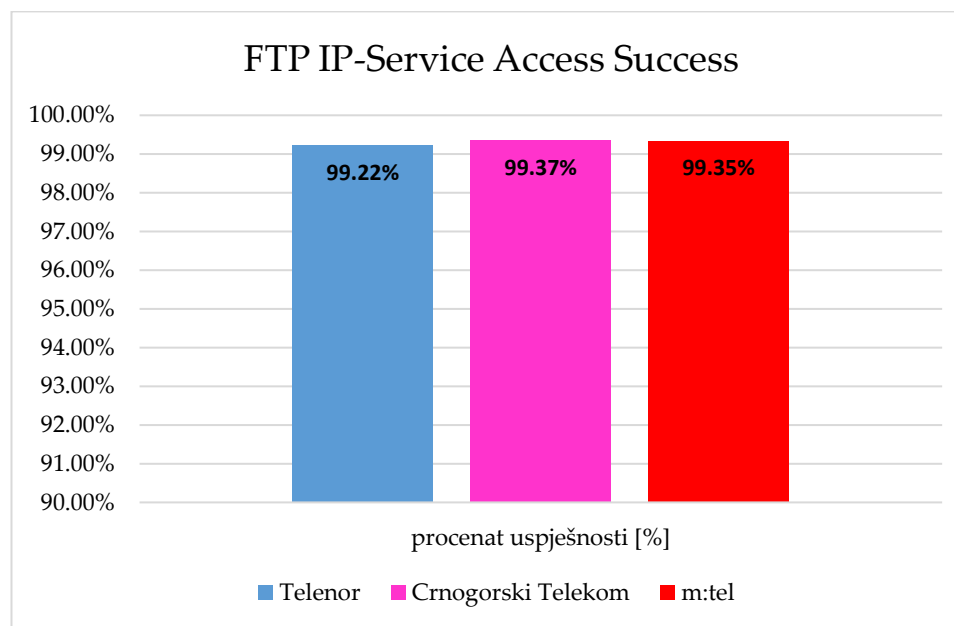 FTP IP-Service Access Success
100.00%
99.00%
98.00%
97.00%
96.00%
95.00%
94.00%
93.00%
92.00%
91.00%
90.00%
99.22%
99.37%
99.35%
procenat uspješnosti [%]
Telenor
Crnogorski Telekom
m:tel